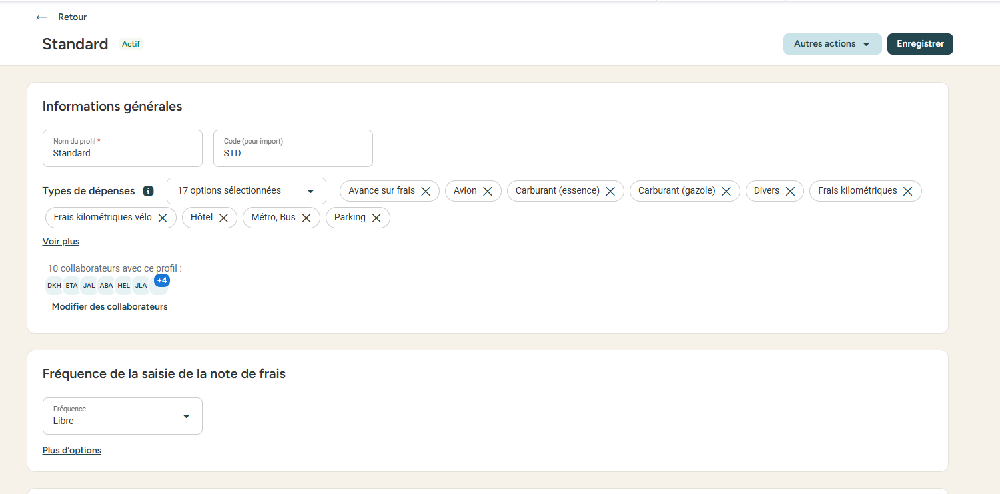 Retour
Standard Actif
Autres actions Enregistrer
Informations générales
Nom du profil * Code (pour import)
Standard STD
Types de dépenses 17 options sélectionnées Avance sur frais Avion Carburant (essence) Carburant (gazole) Divers Frais kilométriques
Frais kilométriques vélo Hôtel Métro, Bus Parking
Voir plus
10 collaborateurs avec ce profil :
DKH ETA JAL ABA HEL JLA +4
Modifier des collaborateurs
Fréquence de la saisie de la note de frais
Fréquence
Libre
Plus d'options